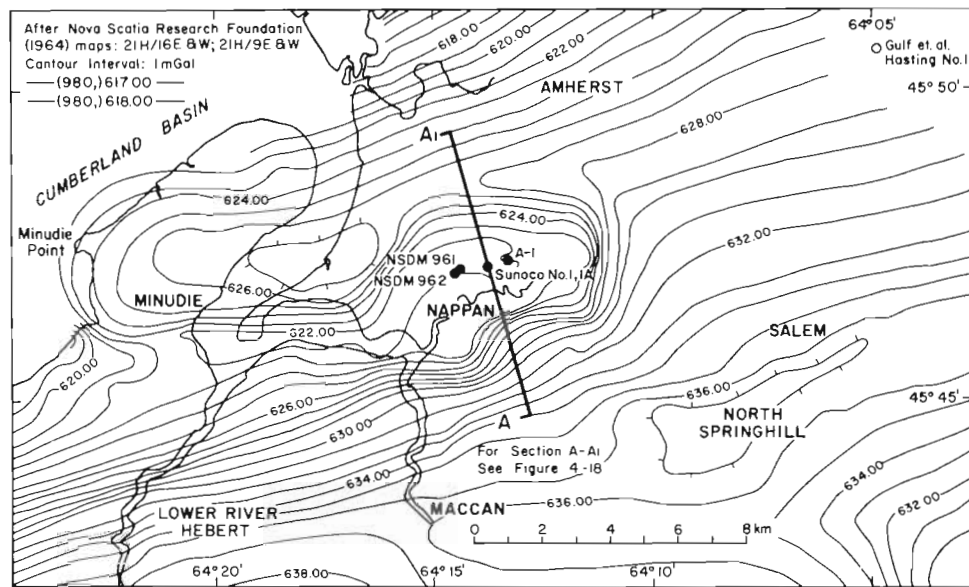 After Nova Scatia Research Foundation
(1964) maps: 21H/16E & W; 21H/9E & W
Contour Interval: 1mGal
(980,)617.00
(980,)618.00
618.00
620.00
622.00
64°05'
Gulf et. al.
Hasting No.1
45°50'
AMHERST
CUMBERLAND BASIN
A1
628.00
624.00
624.00
632.00
Minudie
Point
NSDM 961
A-1
Sunoco No.1,1A
NSDM 962
626.00
MINUDIE
622.00
NAPPAN
SALEM
620.00
636.00
45°45'
626.00
A
NORTH
SPRINGHILL
630.00
For Section A-A1
See Figure 4-18
634.00
634.00
636.00
632.00
LOWER RIVER
HEBERT
MACCAN
0 2 4 6 8 km
638.00
64°20'
64°15'
64°10'